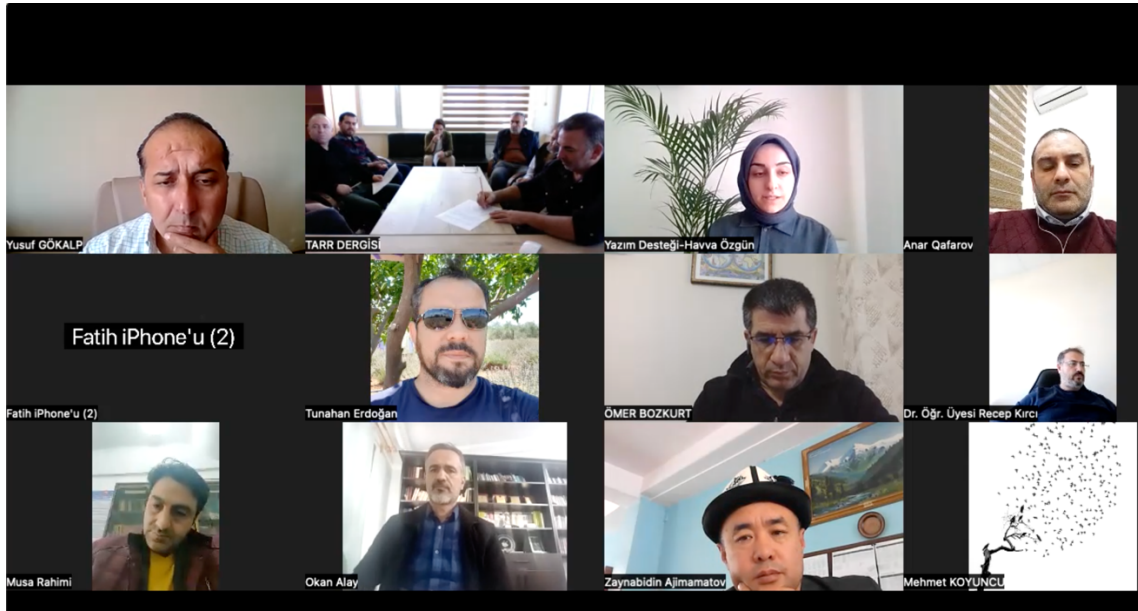 Yusuf GÖKALP
TARR DERGİSİ
Yazım Desteği-Havva Özgün
Anar Qafarov
Fatih iPhone'u (2)
Fatih iPhone'u (2)
Tunahan Erdoğan
ÖMER BOZKURT
Dr. Öğr. Üyesi Recep Kırcı
Musa Rahimi
Okan Alay
Zaynabidin Ajimamatov
Mehmet KOYUNCU